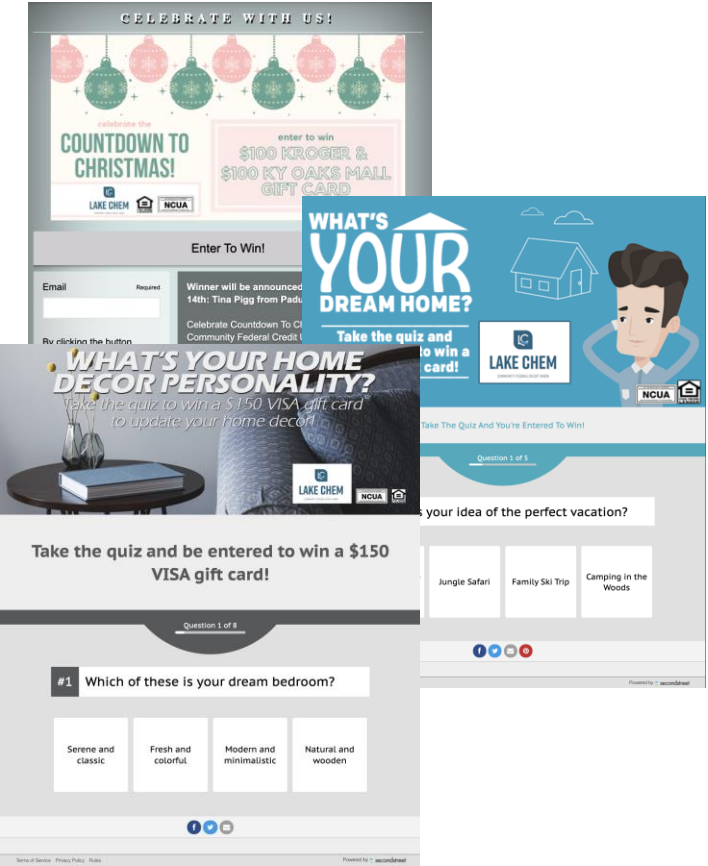 CELEBRATE WITH US!
celebrate the
COUNTDOWN TO
CHRISTMAS!
LAKE CHEM
NCUA
enter to win
$100 KROGER &
$100 KY OAKS MALL
GIFT CARD
Enter To Win!
Email
Required
By clicking the button
Winner will be announced
14th: Tina Pigg from Padu
Celebrate Countdown To Ch
Community Federal Credit U
WHAT'S
YOUR
DREAM HOME?
Take the quiz and
to win a
card!
LC
LAKE CHEM
COMMUNITY FEDERAL CREDIT UNION
NCUA
Take The Quiz And You're Entered To Win!
Question 1 of 5
s your idea of the perfect vacation?
Jungle Safari
Family Ski Trip
Camping in the
Woods
Powered by secondstreet
WHAT'S YOUR HOME
DECOR PERSONALITY?
Take the quiz to win a $150 VISA gift card
to update your home decor!
LC
LAKE CHEM
NCUA
Take the quiz and be entered to win a $150
VISA gift card!
Question 1 of 8
#1 Which of these is your dream bedroom?
Serene and
classic
Fresh and
colorful
Modern and
minimalistic
Natural and
wooden
Terms of Service Privacy Policy Rules
Powered by secondstreet